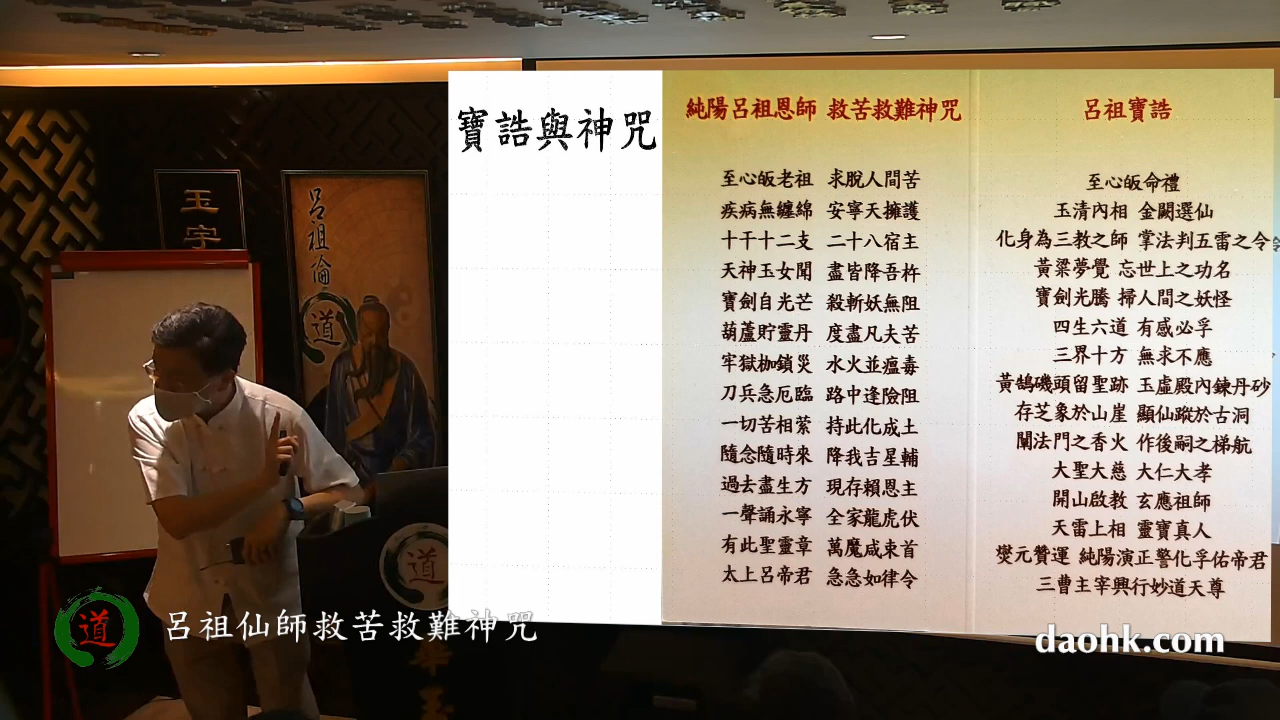 寶誥與神咒
純陽呂祖恩師 救苦救難神咒
至心皈老祖 求脫人間苦
疾病無纏綿 安寧天擁護
十干十二支 二十八宿主
天神玉女聞 盡皆降吾杵
寶劍自光芒 殺斬妖無阻
葫蘆貯靈丹 度盡凡夫苦
牢獄枷鎖災 水火並瘟毒
刀兵急厄臨 路中逢險阻
一切苦相縈 持此化成土
隨念隨時來 降我吉星輔
過去盡生方 現存賴恩主
一聲誦永寧 全家龍虎伏
有此聖靈章 萬魔咸束首
太上呂帝君 急急如律令
呂祖寶誥
至心皈命禮
玉清內相 金闕選仙
化身為三教之師 掌法判五雷之令
黃粱夢覺 忘世上之功名
寶劍光騰 掃人間之妖怪
四生六道 有感必孚
三界十方 無求不應
黃鵠磯頭留聖跡 玉虛殿內鍊丹砂
存芝象於山崖 顯仙蹤於古洞
闡法門之香火 作後嗣之梯航
大聖大慈 大仁大孝
開山啟教 玄應祖師
天雷上相 靈寶真人
燮元贊運 純陽演正警化孚佑帝君
三曹主宰興行妙道天尊
玉宇
呂祖倫
道
道
道
呂祖仙師救苦救難神咒
daohk.com